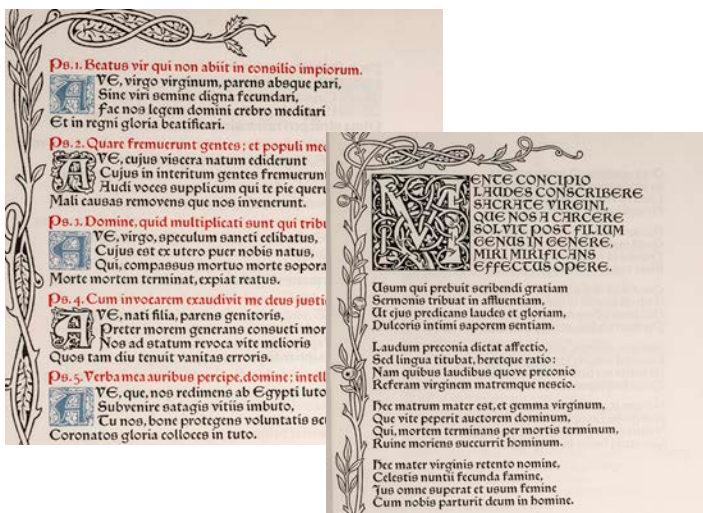 Ps. 1. Beatus vir qui non abiit in consilio impiorum.
AVE, virgo virginum, parens absque pari,
Sine viri semine digna fecundari,
Fac nos legem domini crebro meditari
Et in regni gloria beatificari.
Ps. 2. Quare fremuerunt gentes: et populi med
AVE, cujus viscera natum ediderunt
Cujus in interitum gentes fremuerun
Audi voces supplicum qui te pie quer
Mali causas removens que nos invenerunt.
Ps. 3. Domine, quid multiplicati sunt qui tribu
AVE, virgo, speculum sancti celibatus,
Cujus est ex utero puer nobis natus,
Qui, compassus mortuo morte sopora
Morte mortem terminat, expiat reatus.
Ps. 4. Cum invocarem exaudivit me deus justi
AVE, nati filia, parens genitoris,
Preter morem generans consueti mor
Nos ad statum revoca vite melioris
Quos tam diu tenuit vanitas erroris.
Ps. 5. Verba mea auribus percipe, domine: intell
AVE, que, nos redimens ab Egypti luto
Subvenire satagis vitiis imbuto,
Tu nos, bone protegens voluntatis scu
Coronatos gloria colloces in tuto.
MENTE CONCIPIO
LAUDES CONSCRIBERE
SACRATE VIRGINI,
QUE NOS A CARCERE
SOLVIT POST FILIUM
GENUS IN GENERE,
MIRI MIRIFICANS
EFFECTUS OPERE.
Usum qui prebuit scribendi gratiam
Sermonis tribuat in affluentiam,
Ut ejus predicans laudes et gloriam,
Dulcoris intimi saporem sentiam.
Laudum preconia dictat affectio,
Sed lingua titubat, heretque ratio:
Nam quibus laudibus quove preconio
Referam virginem matremque nescio.
Hec matrum mater est, et gemma virginum,
Que vite peperit auctorem dominum,
Qui, mortem terminans per mortis terminum,
Ruine moriens succurrit hominum.
Hec mater virginis retento nomine,
Celestis nuntii fecunda famine,
Jus omne superat et usum femine
Cum nobis parturit deum in homine.